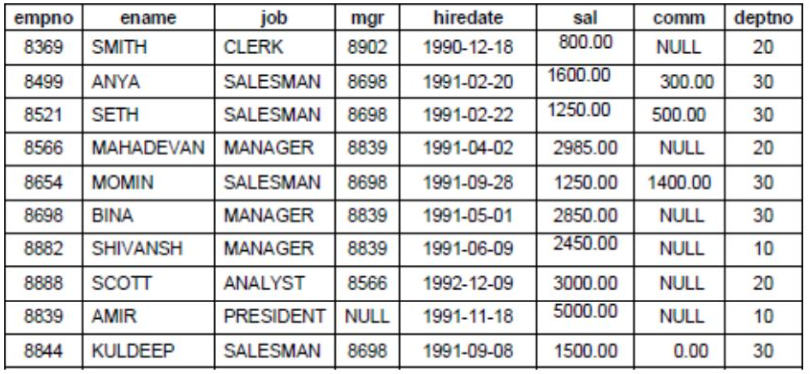 empno ename job mgr hiredate sal comm deptno
8369 SMITH CLERK 8902 1990-12-18 800.00 NULL 20
8499 ANYA SALESMAN 8698 1991-02-20 1600.00 300.00 30
8521 SETH SALESMAN 8698 1991-02-22 1250.00 500.00 30
8566 MAHADEVAN MANAGER 8839 1991-04-02 2985.00 NULL 20
8654 MOMIN SALESMAN 8698 1991-09-28 1250.00 1400.00 30
8698 BINA MANAGER 8839 1991-05-01 2850.00 NULL 30
8882 SHIVANSH MANAGER 8839 1991-06-09 2450.00 NULL 10
8888 SCOTT ANALYST 8566 1992-12-09 3000.00 NULL 20
8839 AMIR PRESIDENT NULL 1991-11-18 5000.00 NULL 10
8844 KULDEEP SALESMAN 8698 1991-09-08 1500.00 0.00 30